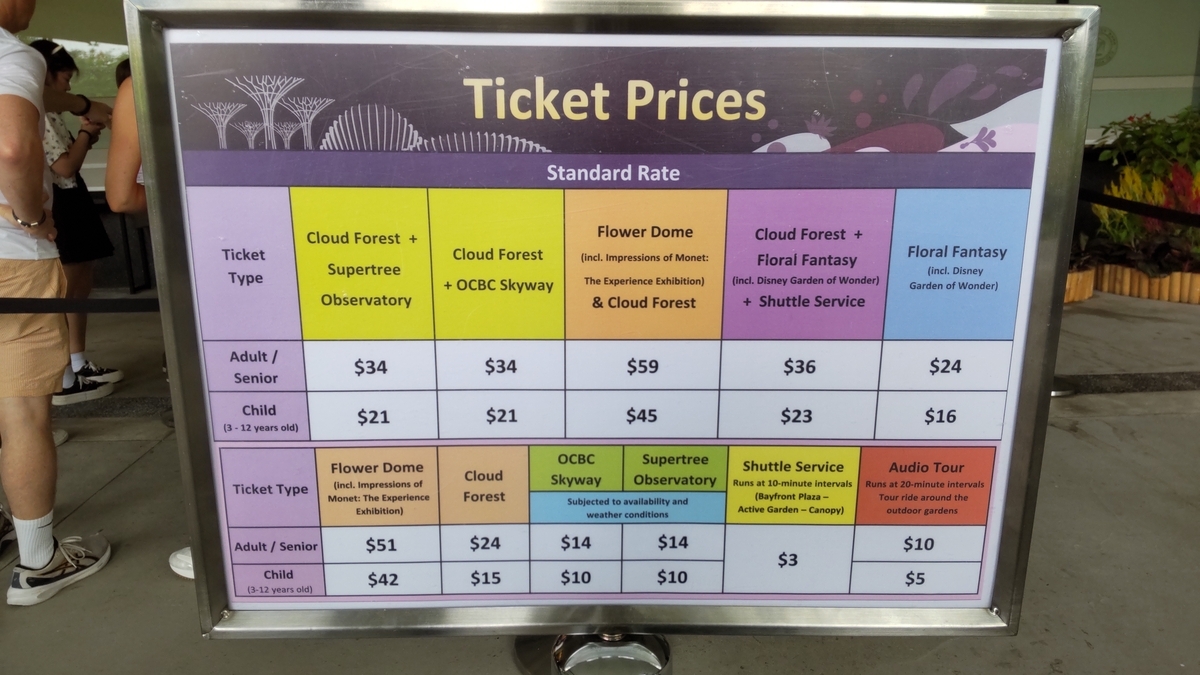 Ticket Prices
Standard Rate
Ticket
Type
Cloud Forest +
Supertree
Observatory
Cloud Forest
+ OCBC Skyway
Flower Dome
(incl. Impressions of Monet:
The Experience Exhibition)
& Cloud Forest
Cloud Forest +
Floral Fantasy
(incl. Disney Garden of Wonder)
+ Shuttle Service
Floral Fantasy
(incl. Disney
Garden of Wonder)
Adult /
Senior
$34
$34
$59
$36
$24
Child
(3 - 12 years old)
$21
$21
$45
$23
$16
Ticket Type
Flower Dome
(incl. Impressions of
Monet: The Experience
Exhibition)
Cloud
Forest
OCBC
Skyway
Supertree
Observatory
Subjected to availability and
weather conditions
Shuttle Service
Runs at 10-minute intervals
(Bayfront Plaza –
Active Garden – Canopy)
Audio Tour
Runs at 20-minute intervals
Tour ride around the
outdoor gardens
Adult / Senior
$51
$24
$14
$14
$3
$10
Child
(3-12 years old)
$42
$15
$10
$10
$5